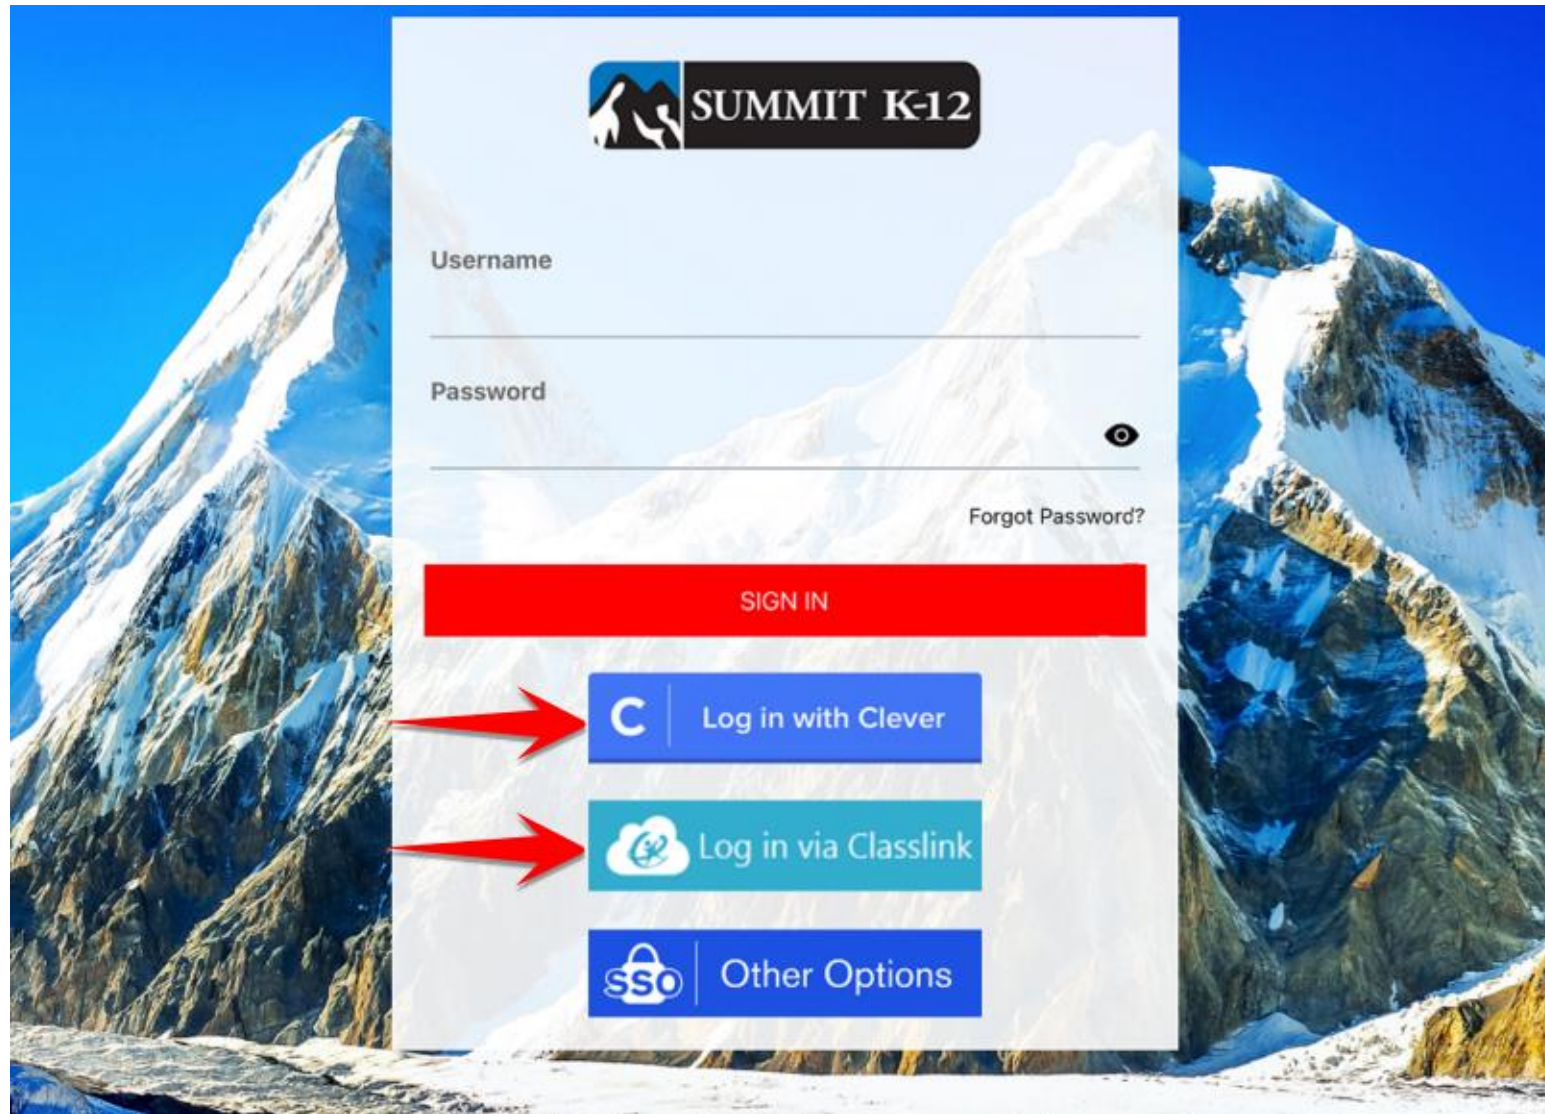 SUMMIT K-12
Username
Password
Forgot Password?
SIGN IN
C Log in with Clever
Log in via Classlink
SSO Other Options